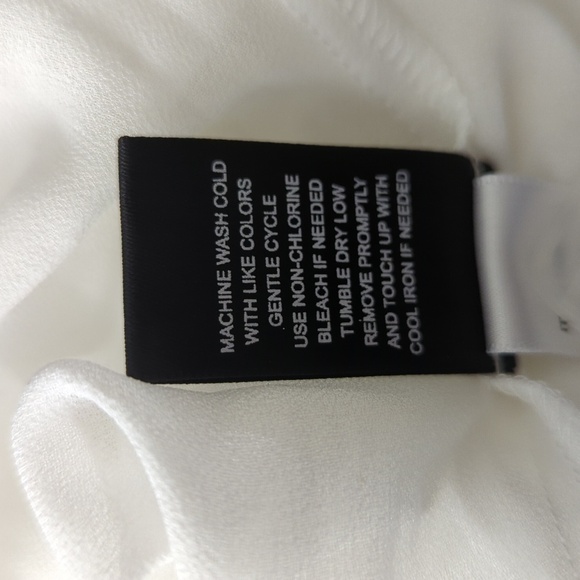 MACHINE WASH COLD
WITH LIKE COLORS
GENTLE CYCLE
USE NON-CHLORINE
BLEACH IF NEEDED
TUMBLE DRY LOW
REMOVE PROMPTLY
AND TOUCH UP WITH
COOL IRON IF NEEDED